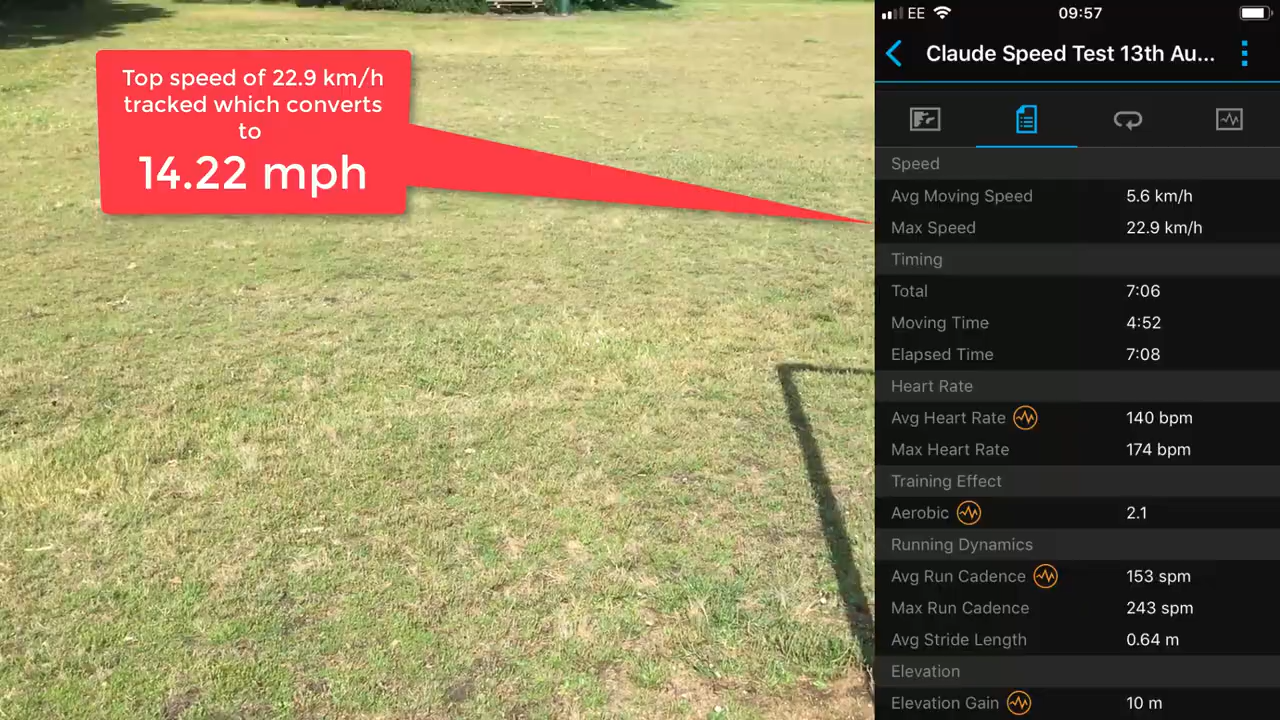 Top speed of 22.9 km/h
tracked which converts
to
14.22 mph
EE 09:57
Claude Speed Test 13th Au...
Speed
Avg Moving Speed 5.6 km/h
Max Speed 22.9 km/h
Timing
Total 7:06
Moving Time 4:52
Elapsed Time 7:08
Heart Rate
Avg Heart Rate 140 bpm
Max Heart Rate 174 bpm
Training Effect
Aerobic 2.1
Running Dynamics
Avg Run Cadence 153 spm
Max Run Cadence 243 spm
Avg Stride Length 0.64 m
Elevation
Elevation Gain 10 m